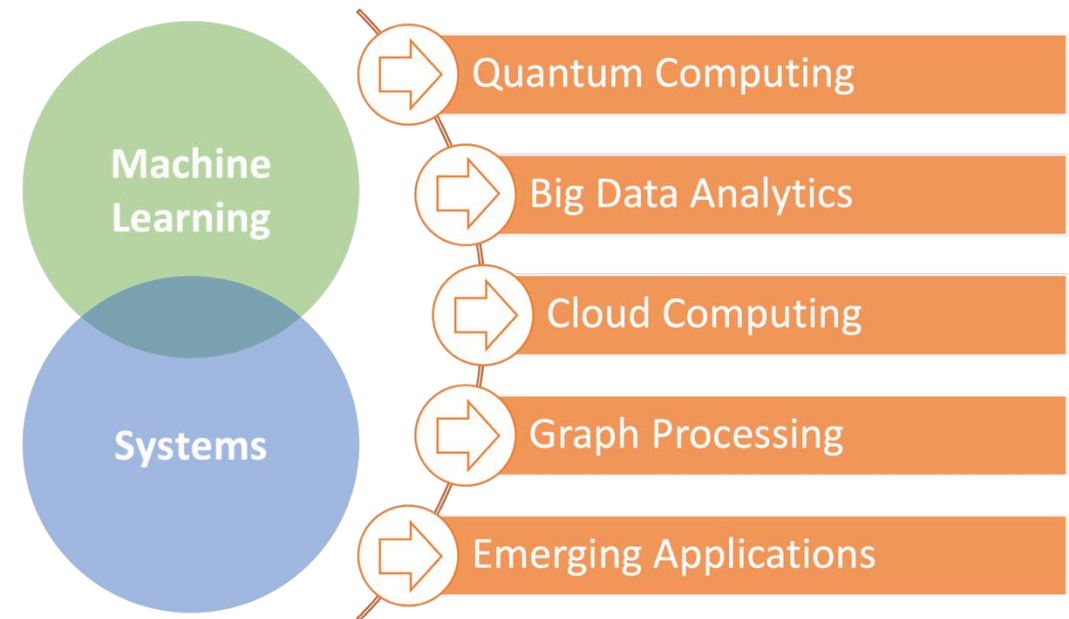 Machine
Learning
Systems
Quantum Computing
Big Data Analytics
Cloud Computing
Graph Processing
Emerging Applications